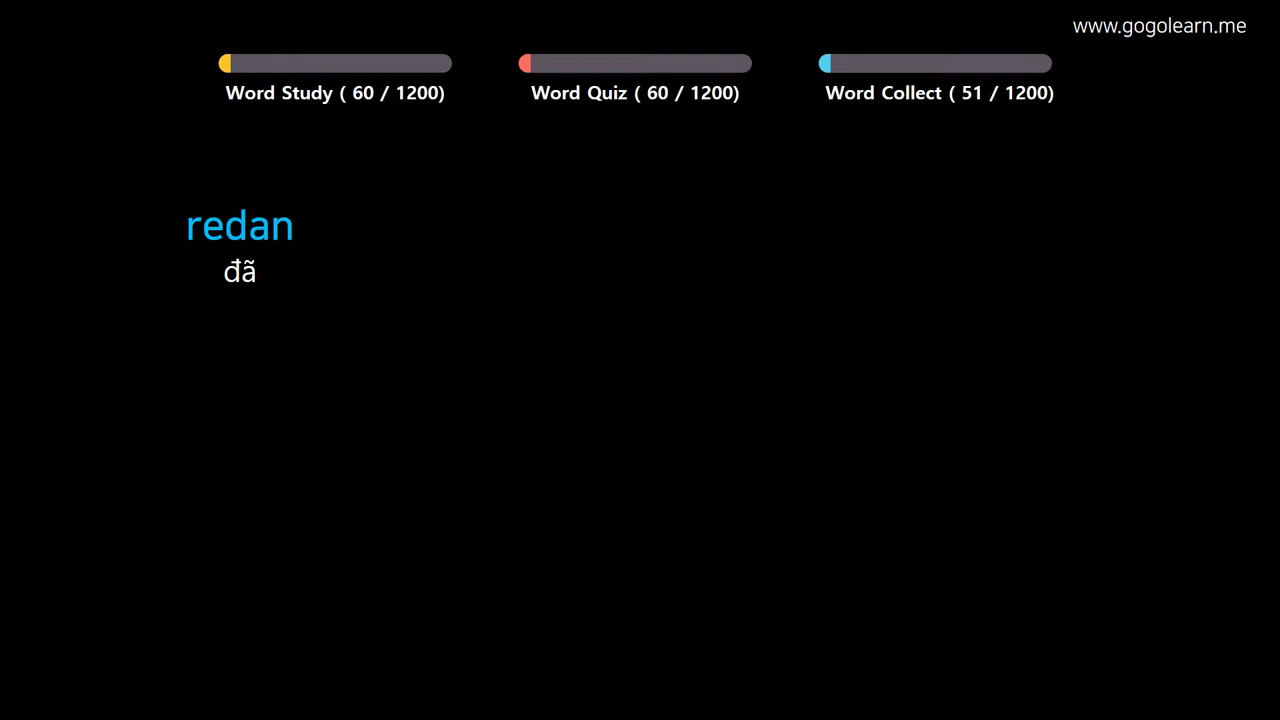 www.gogolearn.me
Word Study ( 60 / 1200)
Word Quiz ( 60 / 1200)
Word Collect ( 51 / 1200)
redan
đã